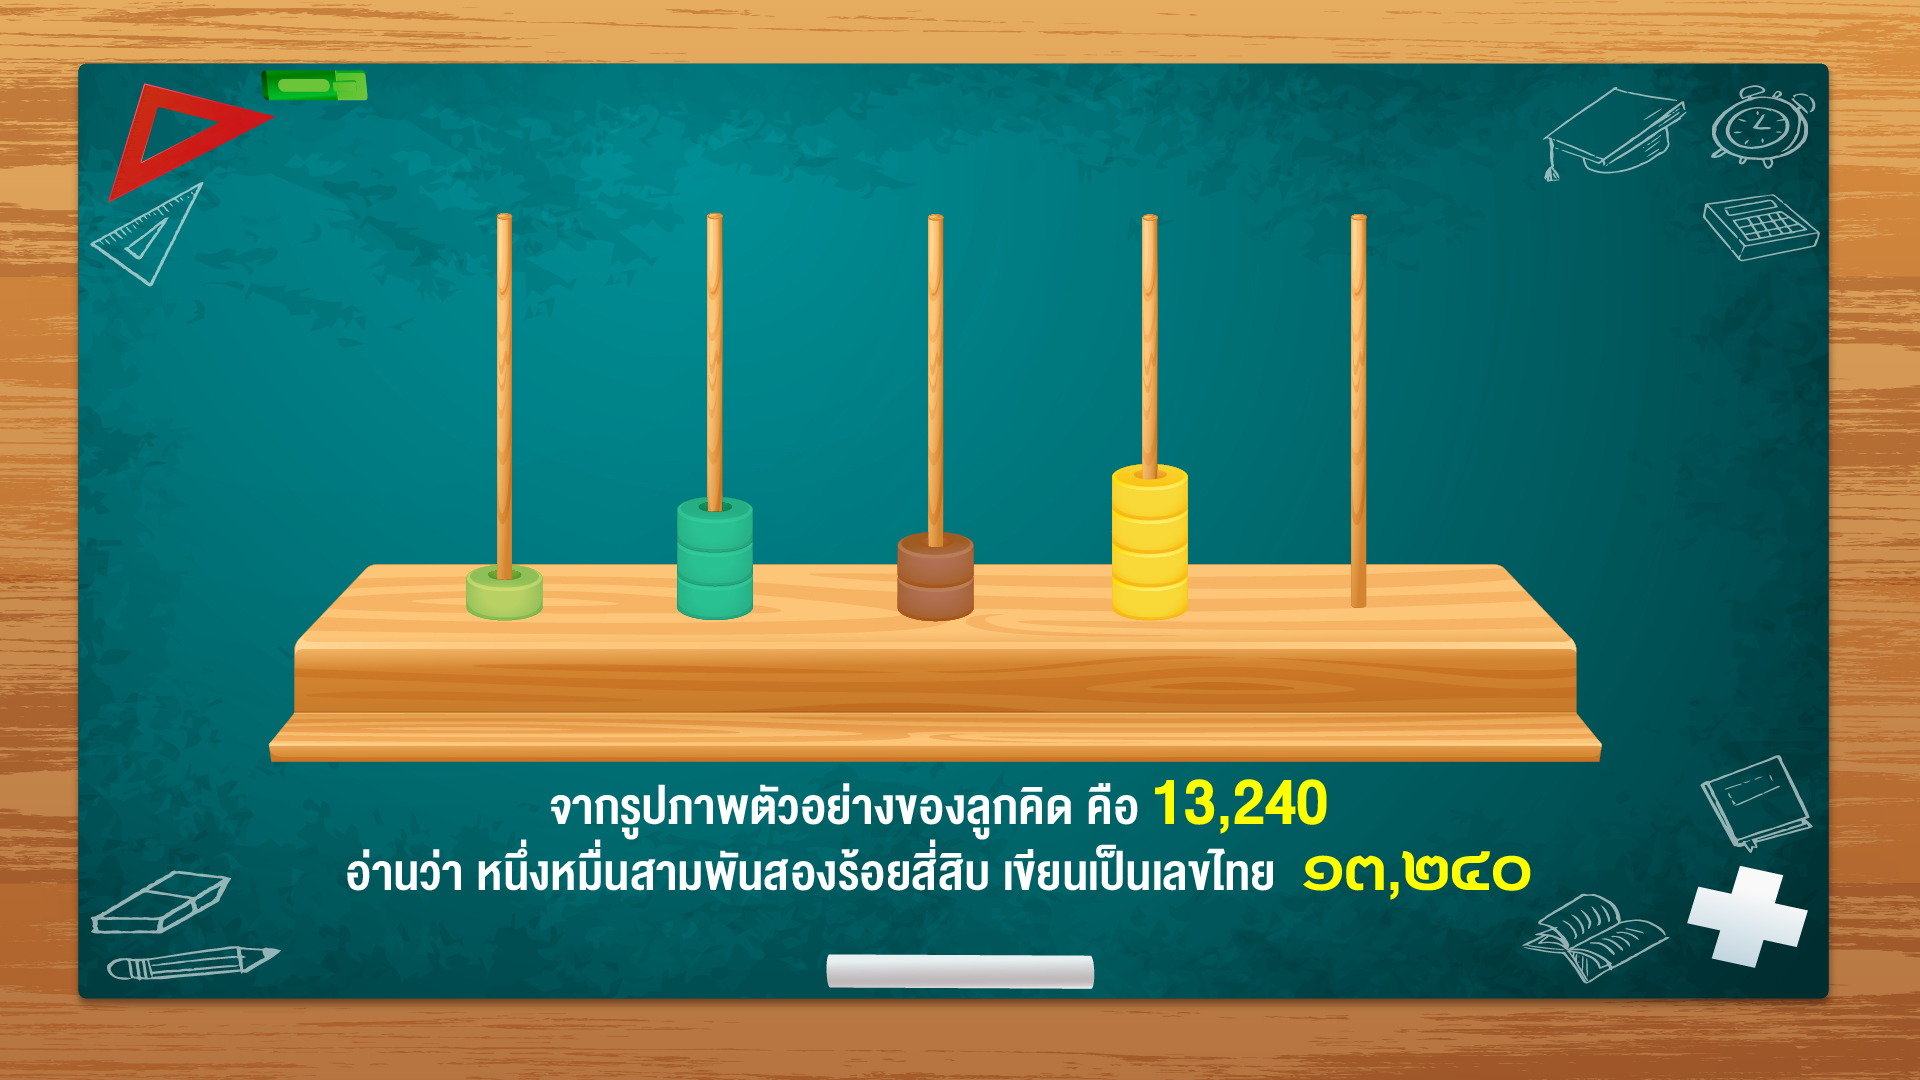 จากรูปภาพตัวอย่างของลูกคิด คือ 13,240
อ่านว่า หนึ่งหมื่นสามพันสองร้อยสี่สิบ เขียนเป็นเลขไทย ๑๓,๒๔๐